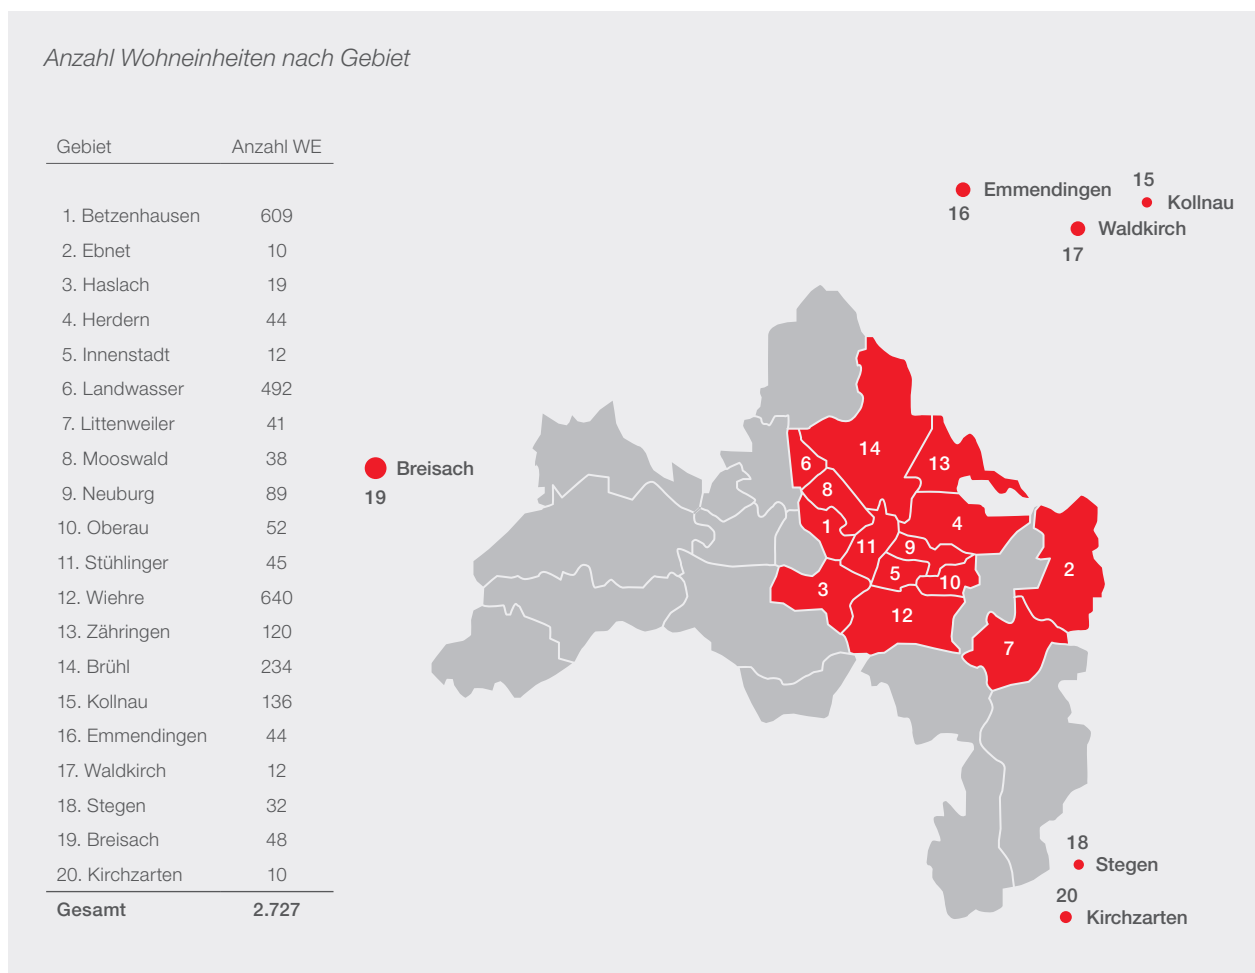 Anzahl Wohneinheiten nach Gebiet
Gebiet Anzahl WE
1. Betzenhausen 609
2. Ebnet 10
3. Haslach 19
4. Herdern 44
5. Innenstadt 12
6. Landwasser 492
7. Littenweiler 41
8. Mooswald 38
9. Neuburg 89
10. Oberau 52
11. Stühlinger 45
12. Wiehre 640
13. Zähringen 120
14. Brühl 234
15. Kollnau 136
16. Emmendingen 44
17. Waldkirch 12
18. Stegen 32
19. Breisach 48
20. Kirchzarten 10
Gesamt 2.727
15
Emmendingen
Kollnau
16
Waldkirch
17
14
6
13
Breisach
8
19
1
4
11
9
5
2
10
3
12
7
18
Stegen
20
Kirchzarten